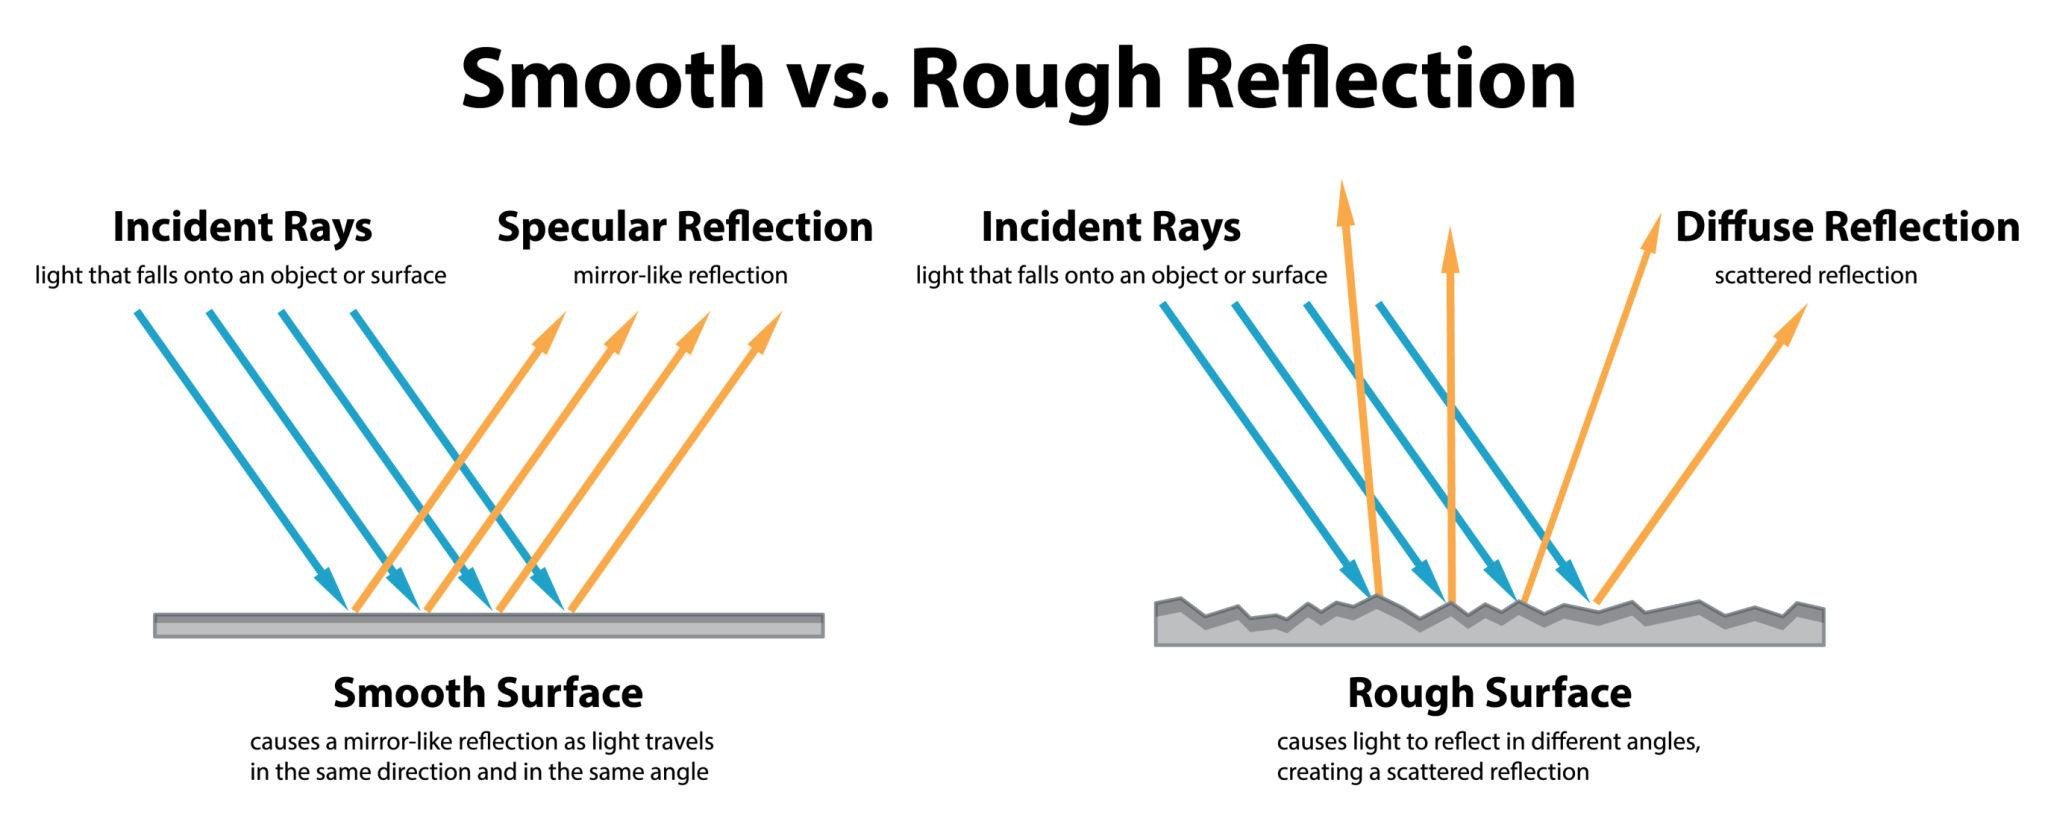 Smooth vs. Rough Reflection
Incident Rays
light that falls onto an object or surface
Specular Reflection
mirror-like reflection
Smooth Surface
causes a mirror-like reflection as light travels
in the same direction and in the same angle
Incident Rays
light that falls onto an object or surface
Diffuse Reflection
scattered reflection
Rough Surface
causes light to reflect in different angles,
creating a scattered reflection